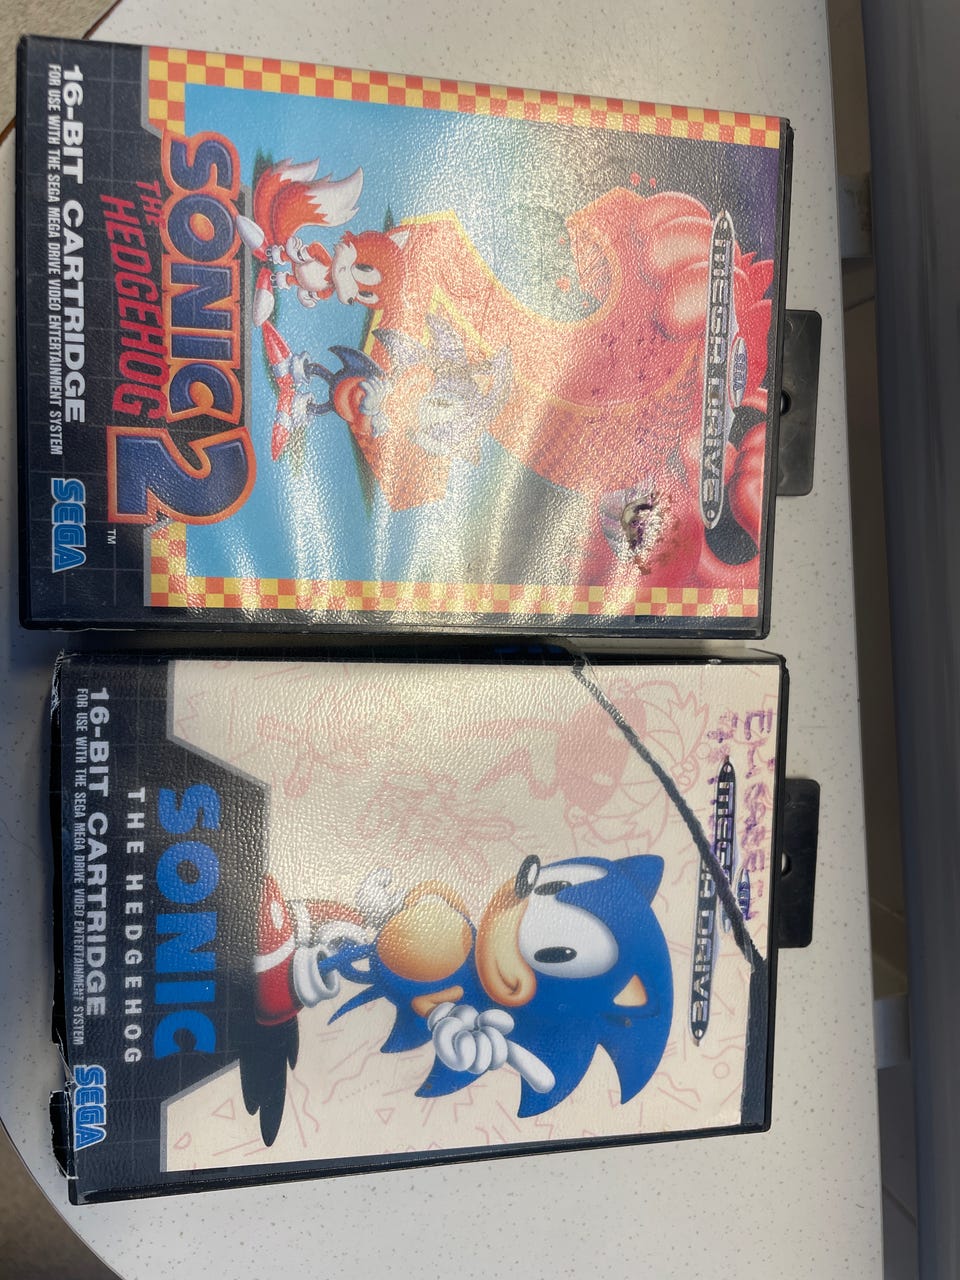 SEGA
MEGA DRIVE
SONIC
THE
HEDGEHOG 2
TM
16-BIT CARTRIDGE
FOR USE WITH THE SEGA MEGA DRIVE VIDEO ENTERTAINMENT SYSTEM
SEGA
MEGA DRIVE
SONIC
THE HEDGEHOG
16-BIT CARTRIDGE
FOR USE WITH THE SEGA MEGA DRIVE VIDEO ENTERTAINMENT SYSTEM
SEGA